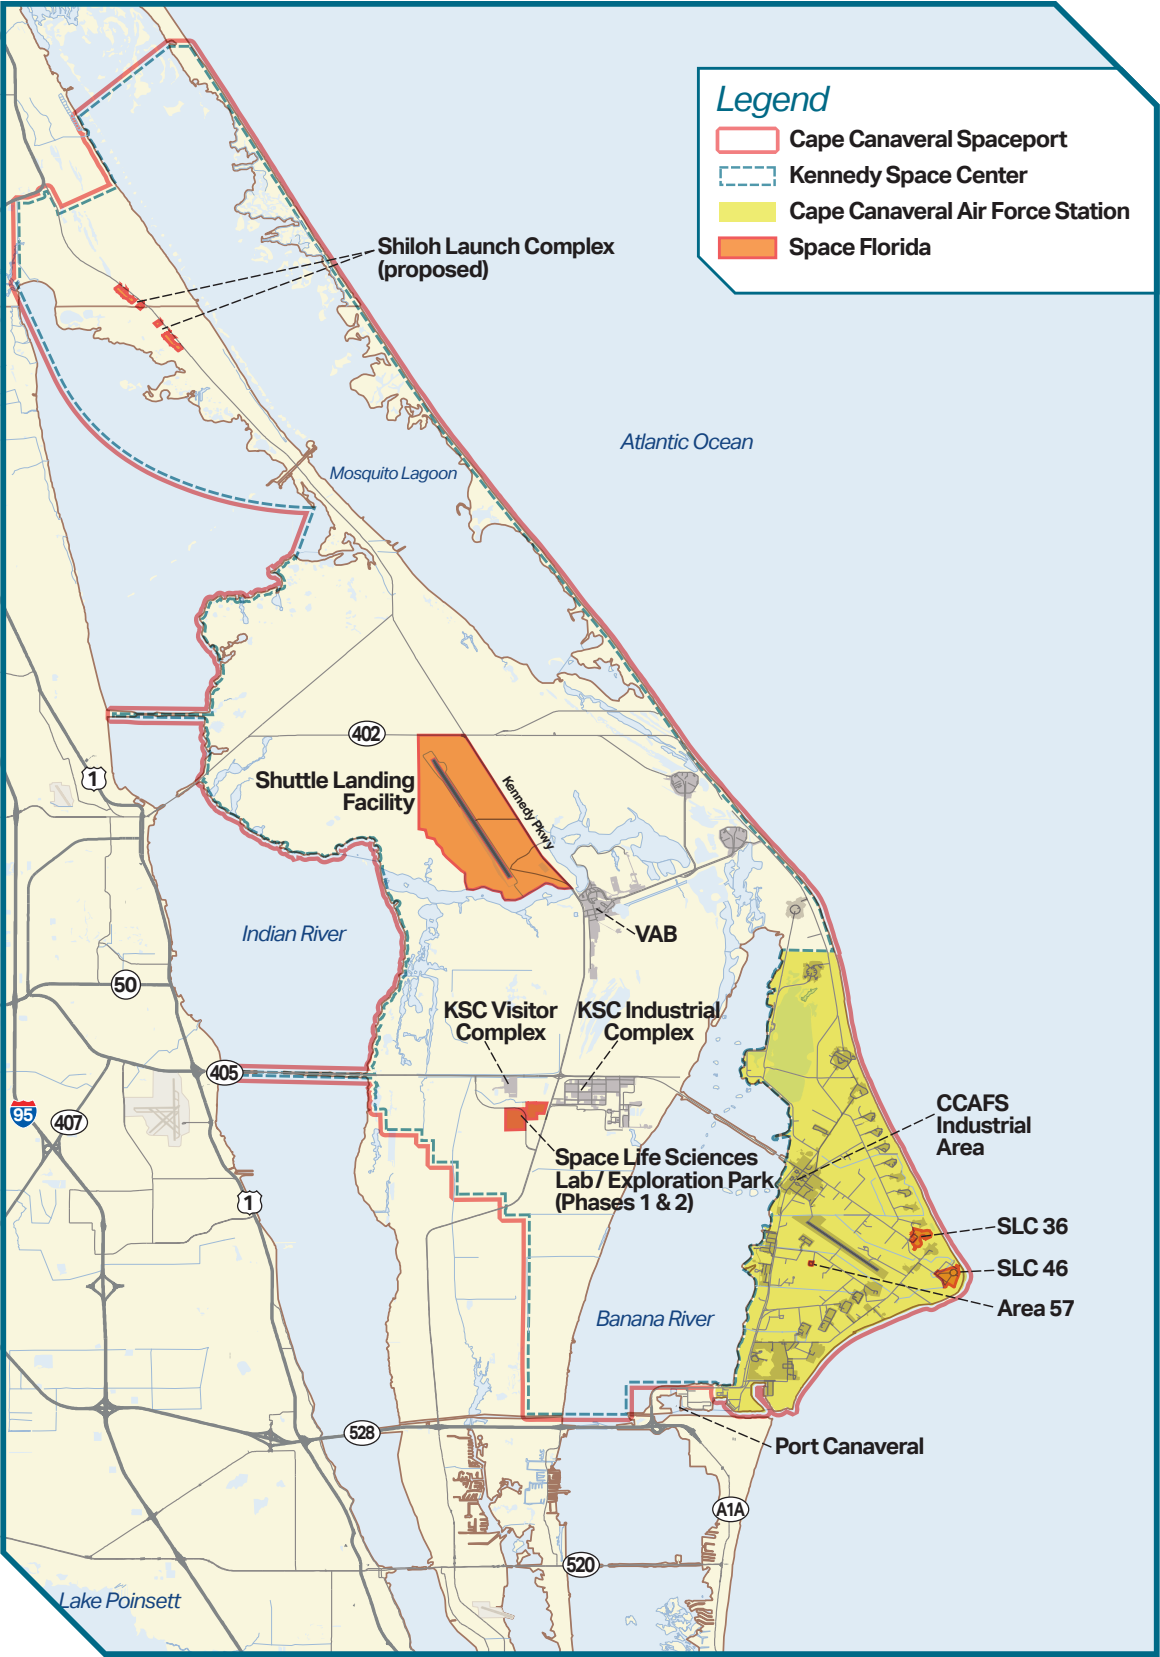 Legend
Cape Canaveral Spaceport
Kennedy Space Center
Cape Canaveral Air Force Station
Space Florida
Shiloh Launch Complex
(proposed)
Atlantic Ocean
Mosquito Lagoon
402
1
Shuttle Landing
Facility
Kennedy Pkwy
Indian River
VAB
50
KSC Visitor
Complex
KSC Industrial
Complex
405
95
407
CCAFS
Industrial
Area
Space Life Sciences
Lab / Exploration Park
(Phases 1 & 2)
1
SLC 36
SLC 46
Area 57
Banana River
528
Port Canaveral
A1A
520
Lake Poinsett